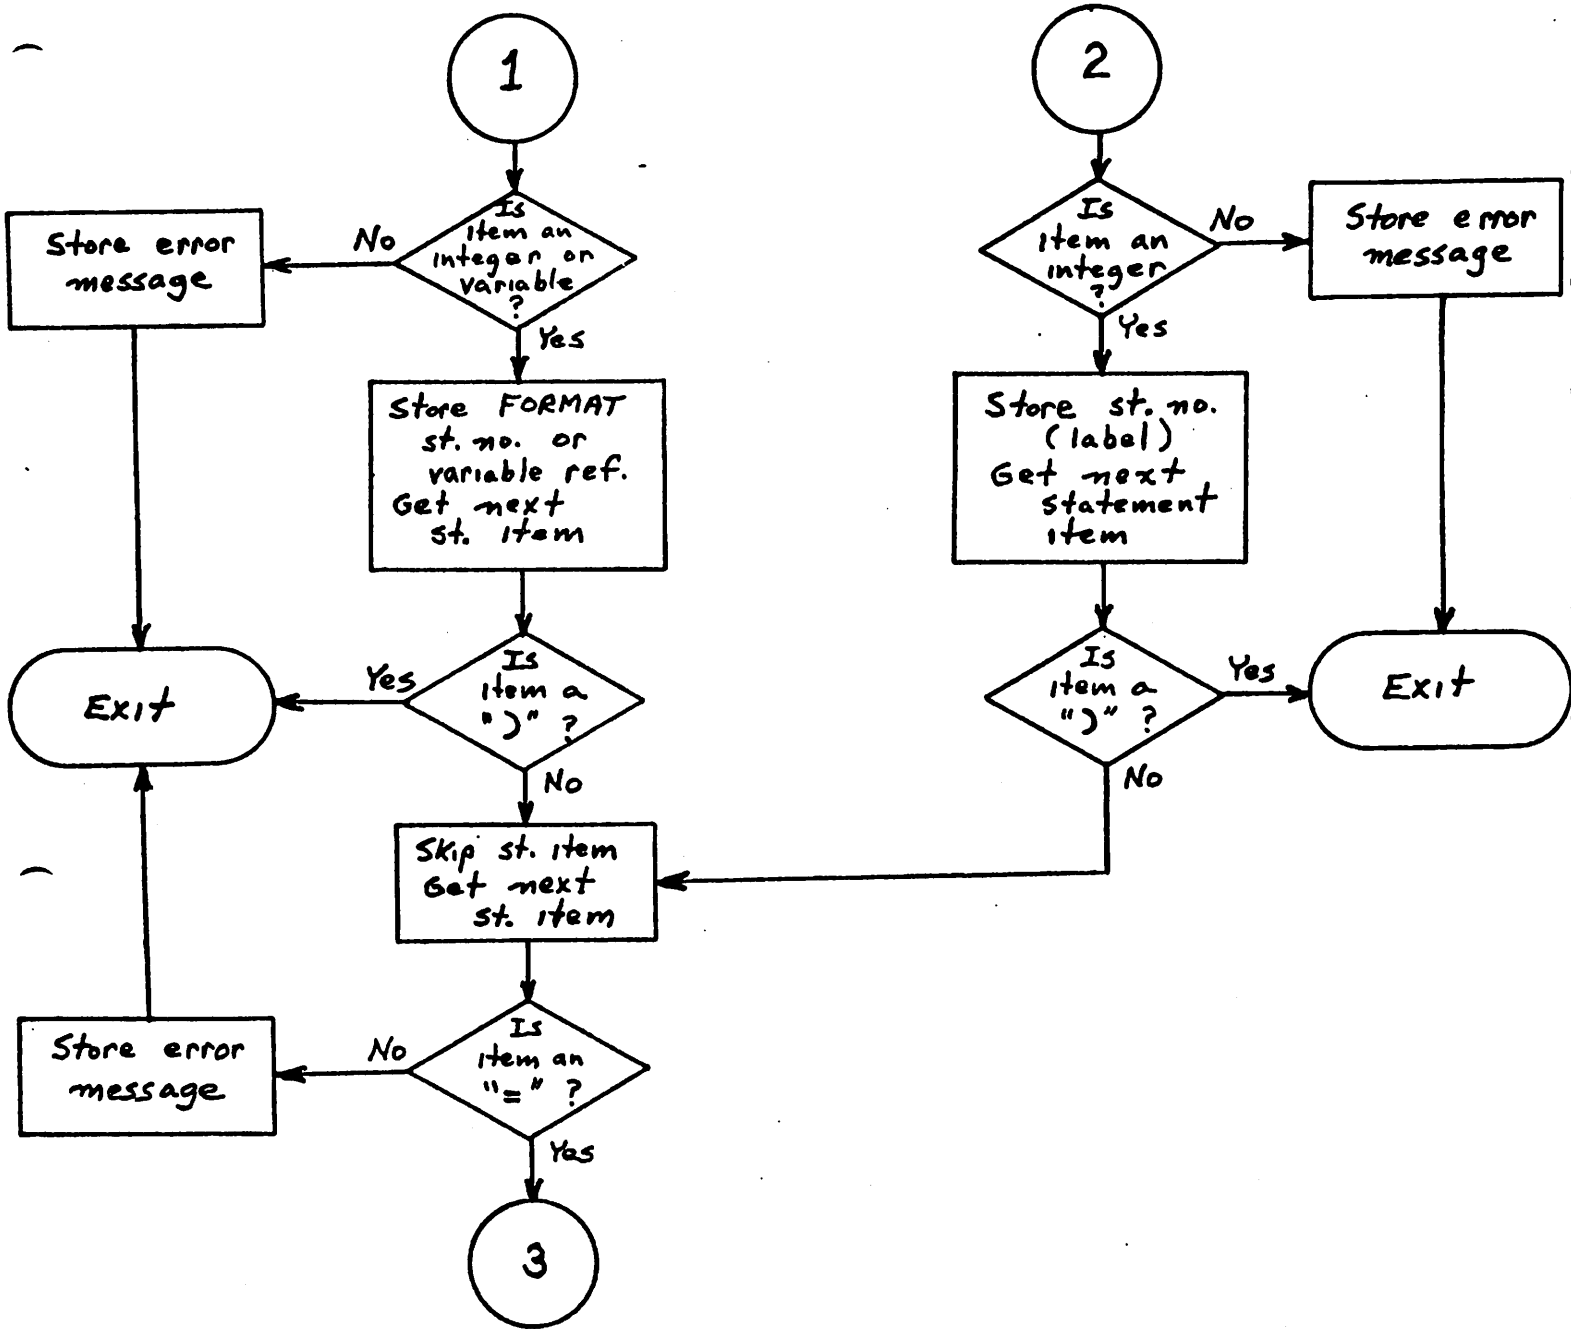 1
Is
item an
integer or
variable
?
No
Store error
message
Yes
Store FORMAT
st. no. or
variable ref.
Get next
st. item
Is
item a
")" ?
Yes
Exit
No
Skip st. item
Get next
st. item
Is
item an
"=" ?
No
Store error
message
Yes
3
2
Is
item an
integer
?
No
Store error
message
Yes
Store st. no.
(label)
Get next
statement
item
Is
item a
")" ?
Yes
Exit
No